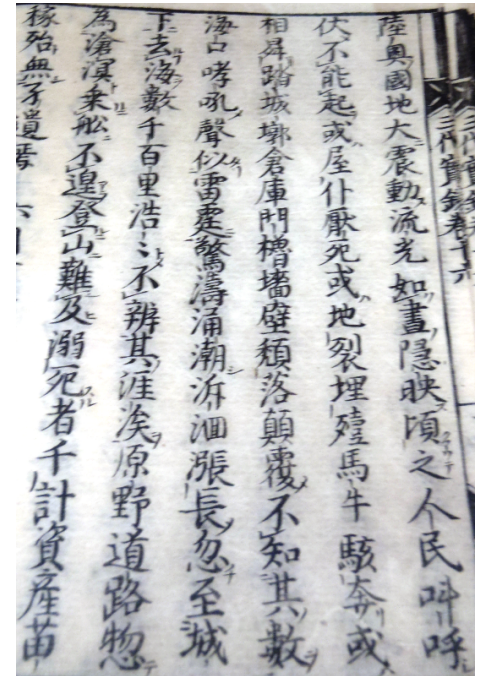 三代實録卷十六
陸奥國地大震動流光如晝隱映頃之人民叫呼
伏不能起或屋仆壓死或地裂埋殪馬牛駭奔或
相昇踏城墎倉庫門櫓墻壁頽落顛覆不知其數
海口哮吼聲似雷霆驚濤涌潮泝洄漲長忽至城
下去海數千百里浩〻不辨其涯涘原野道路惣
為滄溟乗舩不遑登山難及溺死者千計資産苗
稼殆無孑遺焉